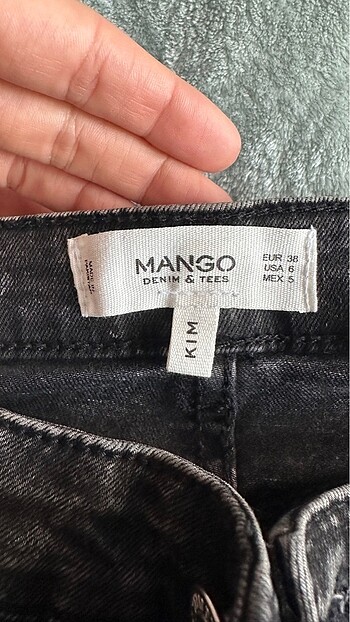 MANGO
DENIM & TEES
EUR 38
USA 6
MEX 5
KIM